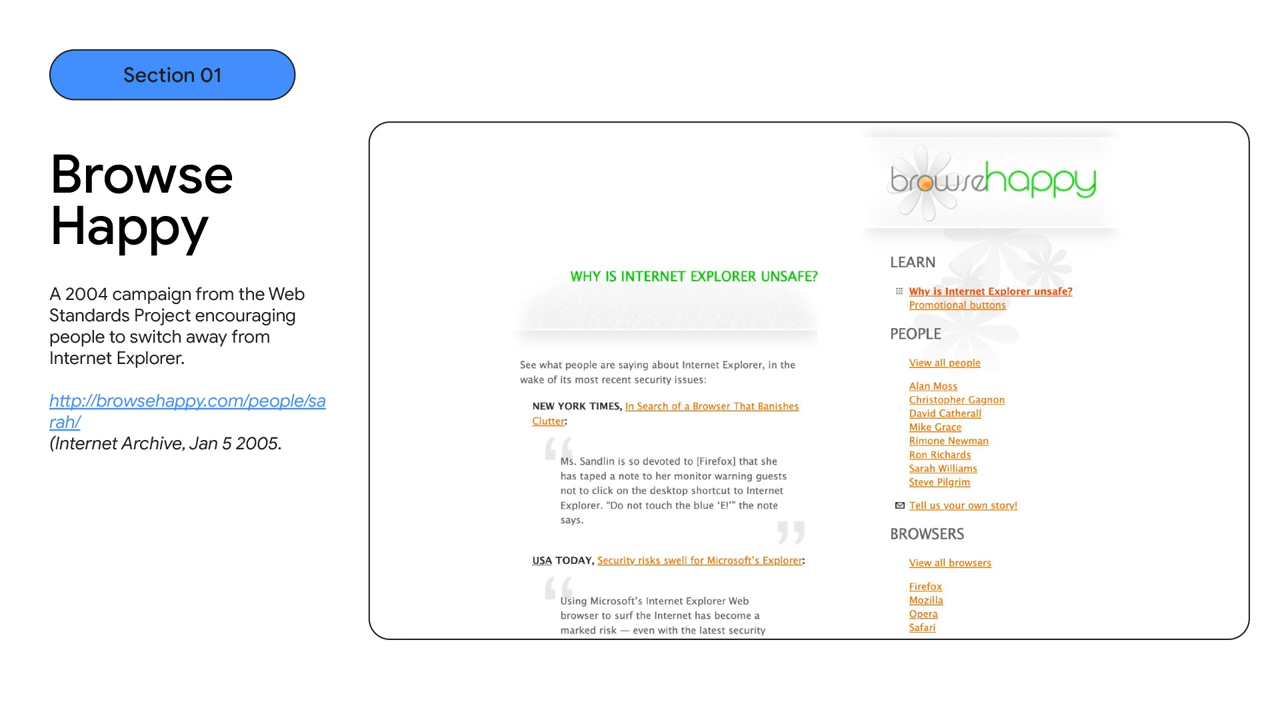 Section 01
Browse
Happy
A 2004 campaign from the Web
Standards Project encouraging
people to switch away from
Internet Explorer.
http://browsehappy.com/people/sa
rah/
(Internet Archive, Jan 5 2005.
WHY IS INTERNET EXPLORER UNSAFE?
See what people are saying about Internet Explorer, in the
wake of its most recent security issues:
NEW YORK TIMES, In Search of a Browser That Banishes
Clutter:
“
Ms. Sandlin is so devoted to [Firefox] that she
has taped a note to her monitor warning guests
not to click on the desktop shortcut to Internet
Explorer. “Do not touch the blue ‘E!’” the note
says.
”
USA TODAY, Security risks swell for Microsoft’s Explorer:
“
Using Microsoft’s Internet Explorer Web
browser to surf the Internet has become a
marked risk — even with the latest security
browsehappy
LEARN
Why is Internet Explorer unsafe?
Promotional buttons
PEOPLE
View all people
Alan Moss
Christopher Gagnon
David Catherall
Mike Grace
Rimone Newman
Ron Richards
Sarah Williams
Steve Pilgrim
Tell us your own story!
BROWSERS
View all browsers
Firefox
Mozilla
Opera
Safari